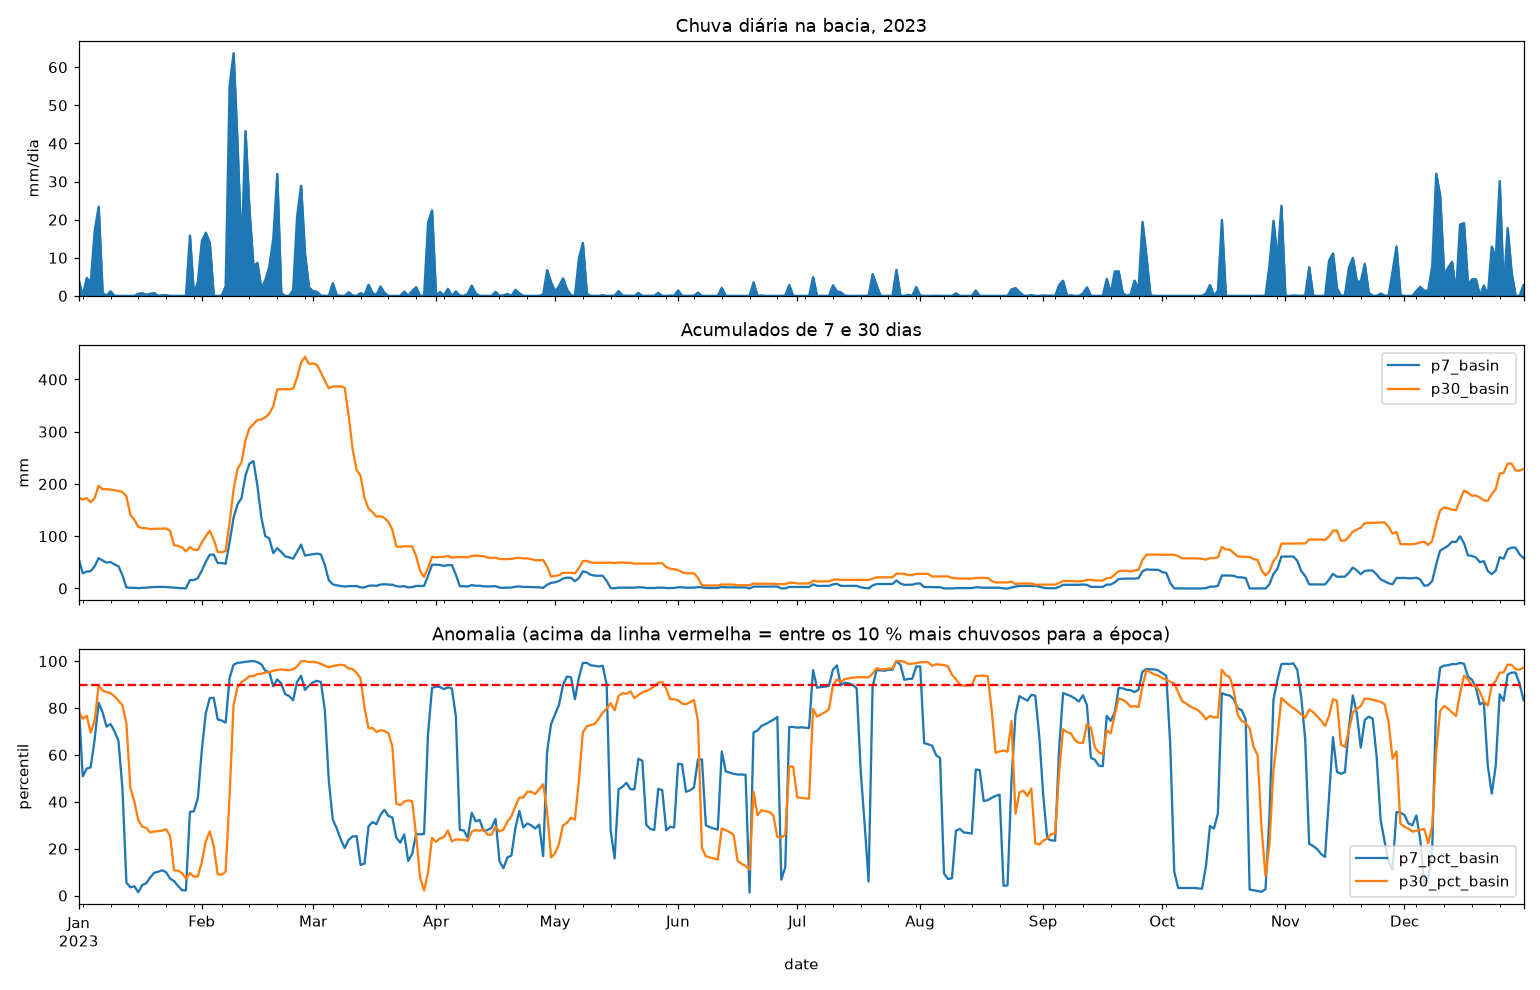 Chuva diária na bacia, 2023
60
50
40
30
20
10
0
mm/dia
Acumulados de 7 e 30 dias
400
300
200
100
0
mm
p7_basin
p30_basin
Anomalia (acima da linha vermelha = entre os 10 % mais chuvosos para a época)
100
80
60
40
20
0
percentil
p7_pct_basin
p30_pct_basin
Jan Feb Mar Apr May Jun Jul Aug Sep Oct Nov Dec
2023
date